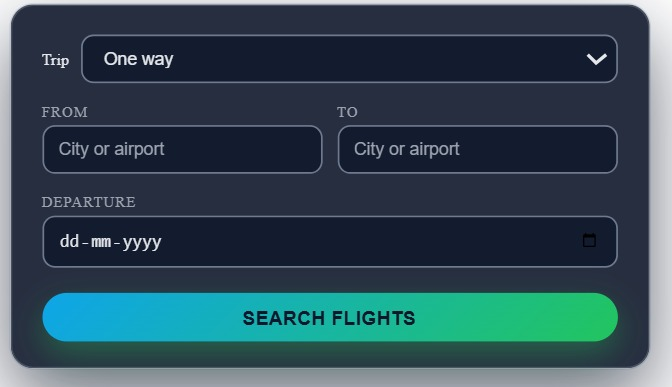 Trip One way
FROM TO
City or airport City or airport
DEPARTURE
dd-mm-yyyy
SEARCH FLIGHTS